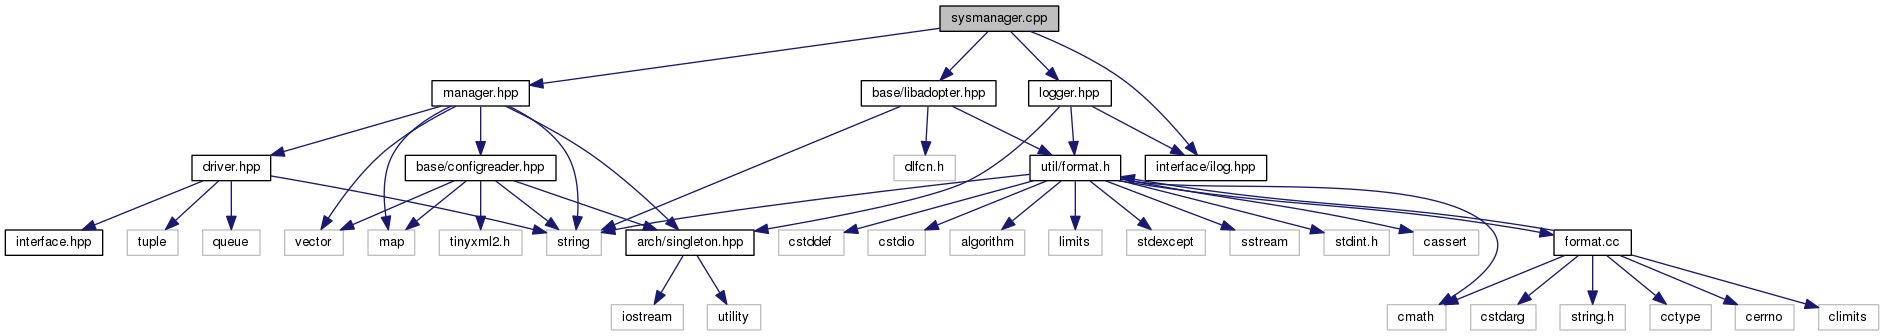 sysmanager.cpp
manager.hpp
base/libadopter.hpp
logger.hpp
driver.hpp
base/configreader.hpp
dlfcn.h
util/format.h
interface/ilog.hpp
interface.hpp
tuple
queue
vector
map
tinyxml2.h
string
arch/singleton.hpp
cstddef
cstdio
algorithm
limits
stdexcept
sstream
stdint.h
cassert
format.cc
iostream
utility
cmath
cstdarg
string.h
cctype
cerrno
climits